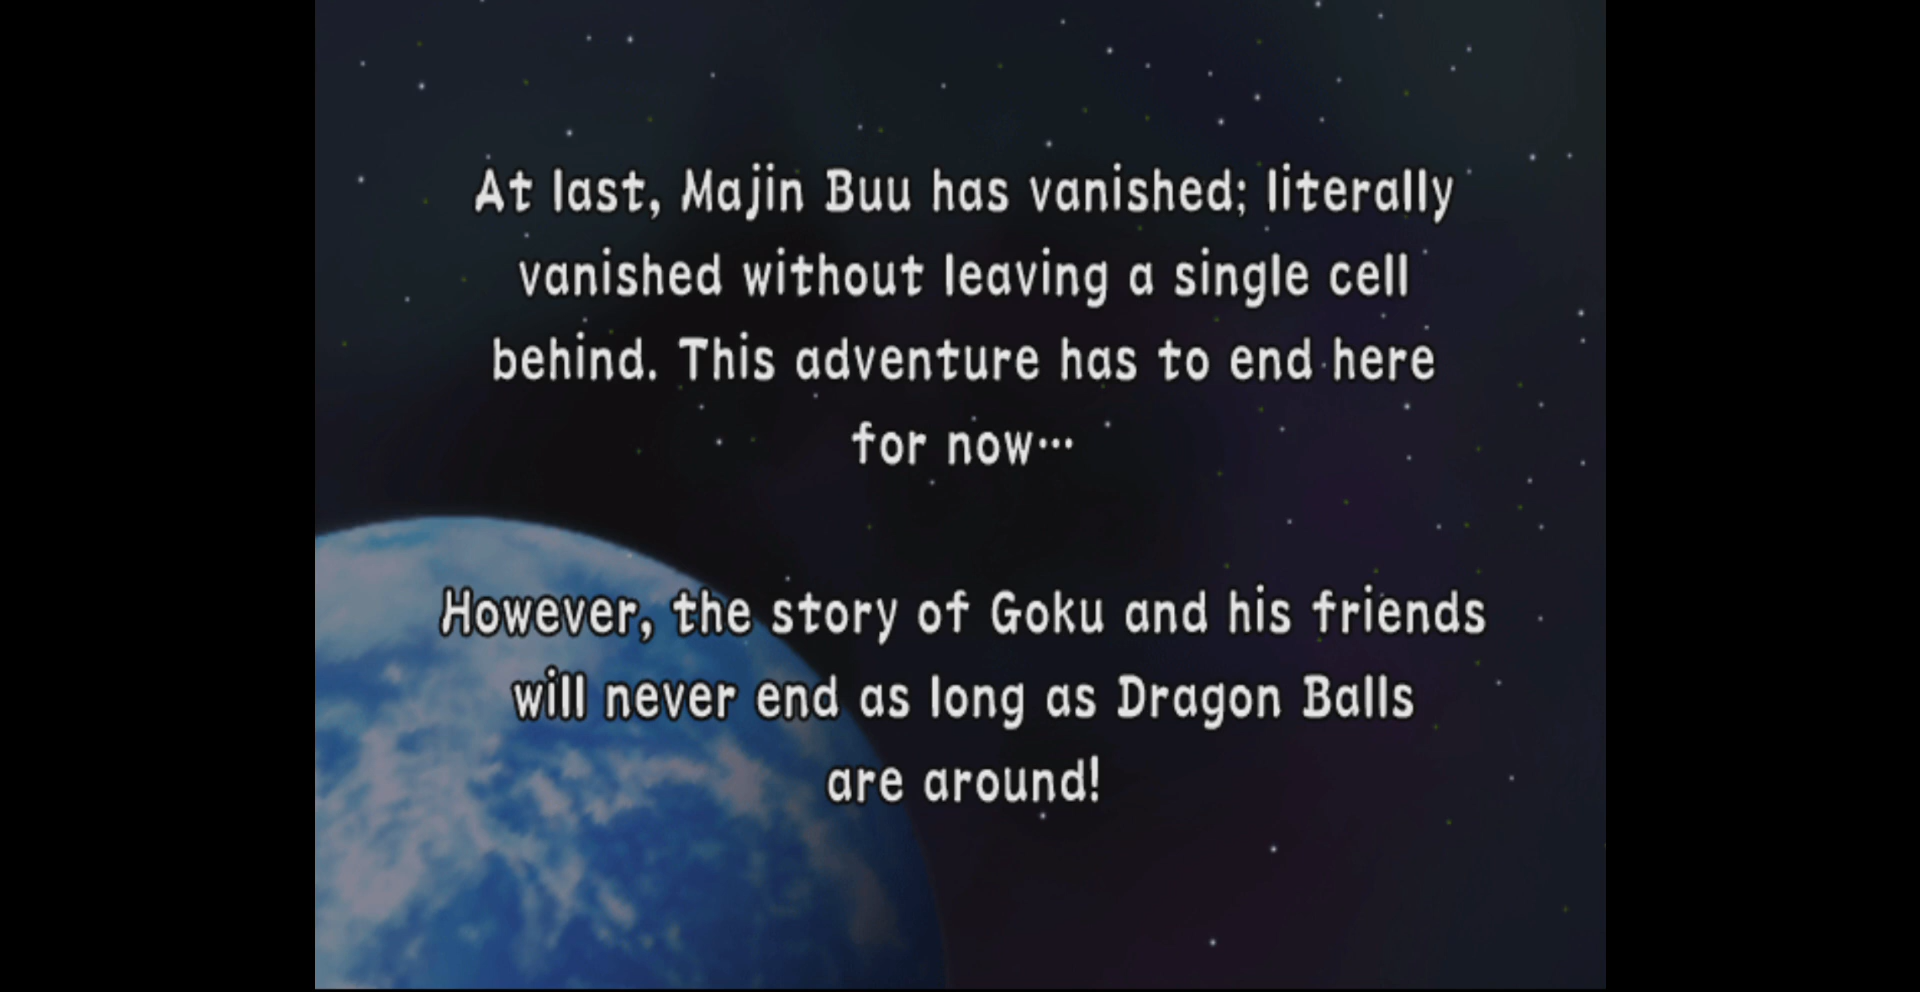 At last, Majin Buu has vanished; literally
vanished without leaving a single cell
behind. This adventure has to end here
for now…
However, the story of Goku and his friends
will never end as long as Dragon Balls
are around!